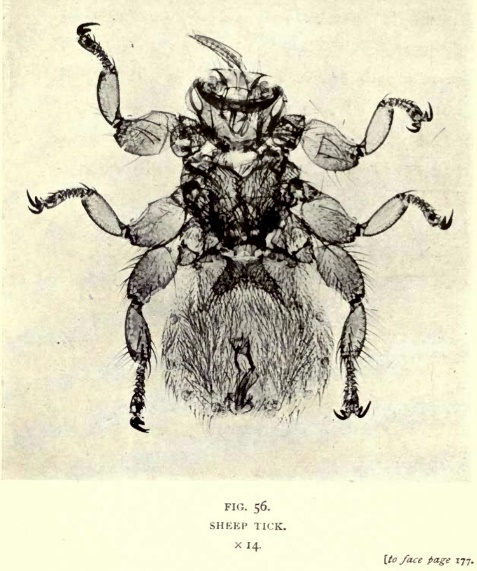 FIG. 56.
SHEEP TICK.
× 14.
[to face page 177.